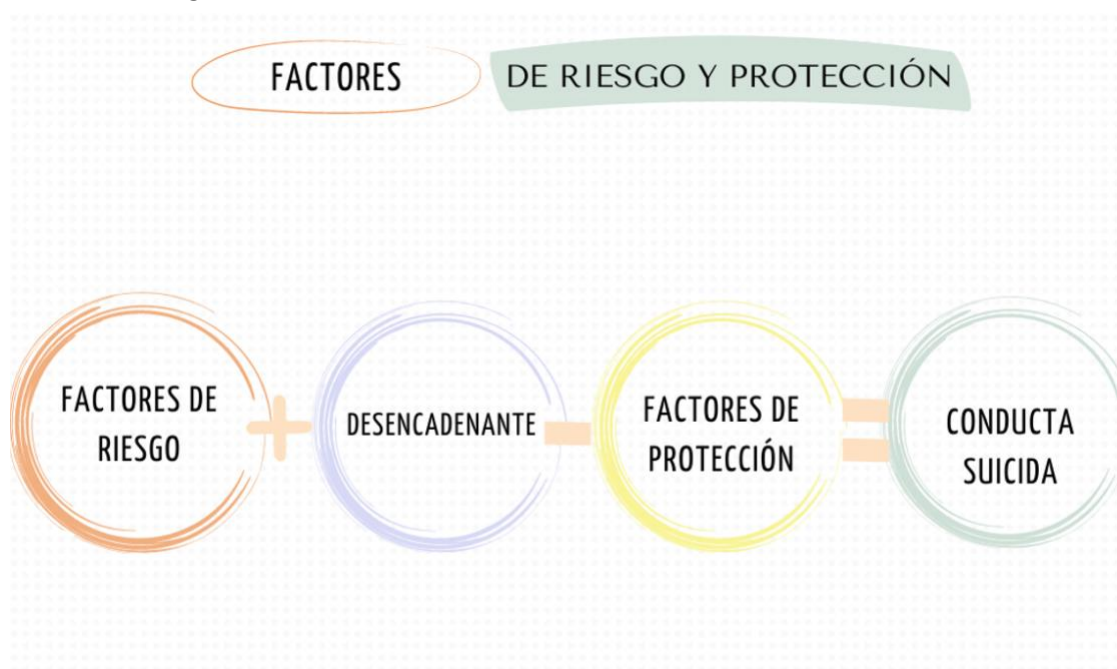 FACTORES DE RIESGO Y PROTECCIÓN
FACTORES DE
RIESGO
+
DESENCADENANTE
-
FACTORES DE
PROTECCIÓN
=
CONDUCTA
SUICIDA